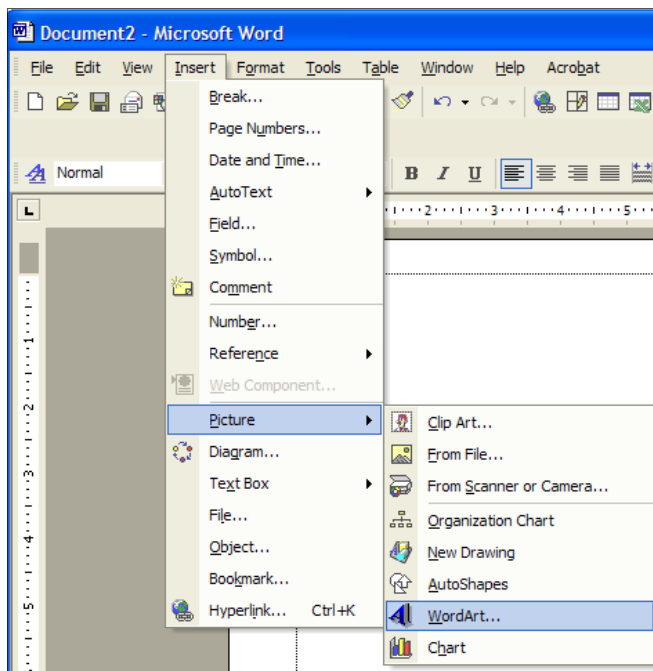 Document2 - Microsoft Word
File Edit View Insert Format Tools Table Window Help Acrobat
Normal
B I U
L
2 3 4 5
Break...
Page Numbers...
Date and Time...
AutoText
Field...
Symbol...
Comment
Number...
Reference
Web Component...
Picture
Diagram...
Text Box
File...
Object...
Bookmark...
Hyperlink... Ctrl+K
Clip Art...
From File...
From Scanner or Camera...
Organization Chart
New Drawing
AutoShapes
WordArt...
Chart
1
2
3
4
5